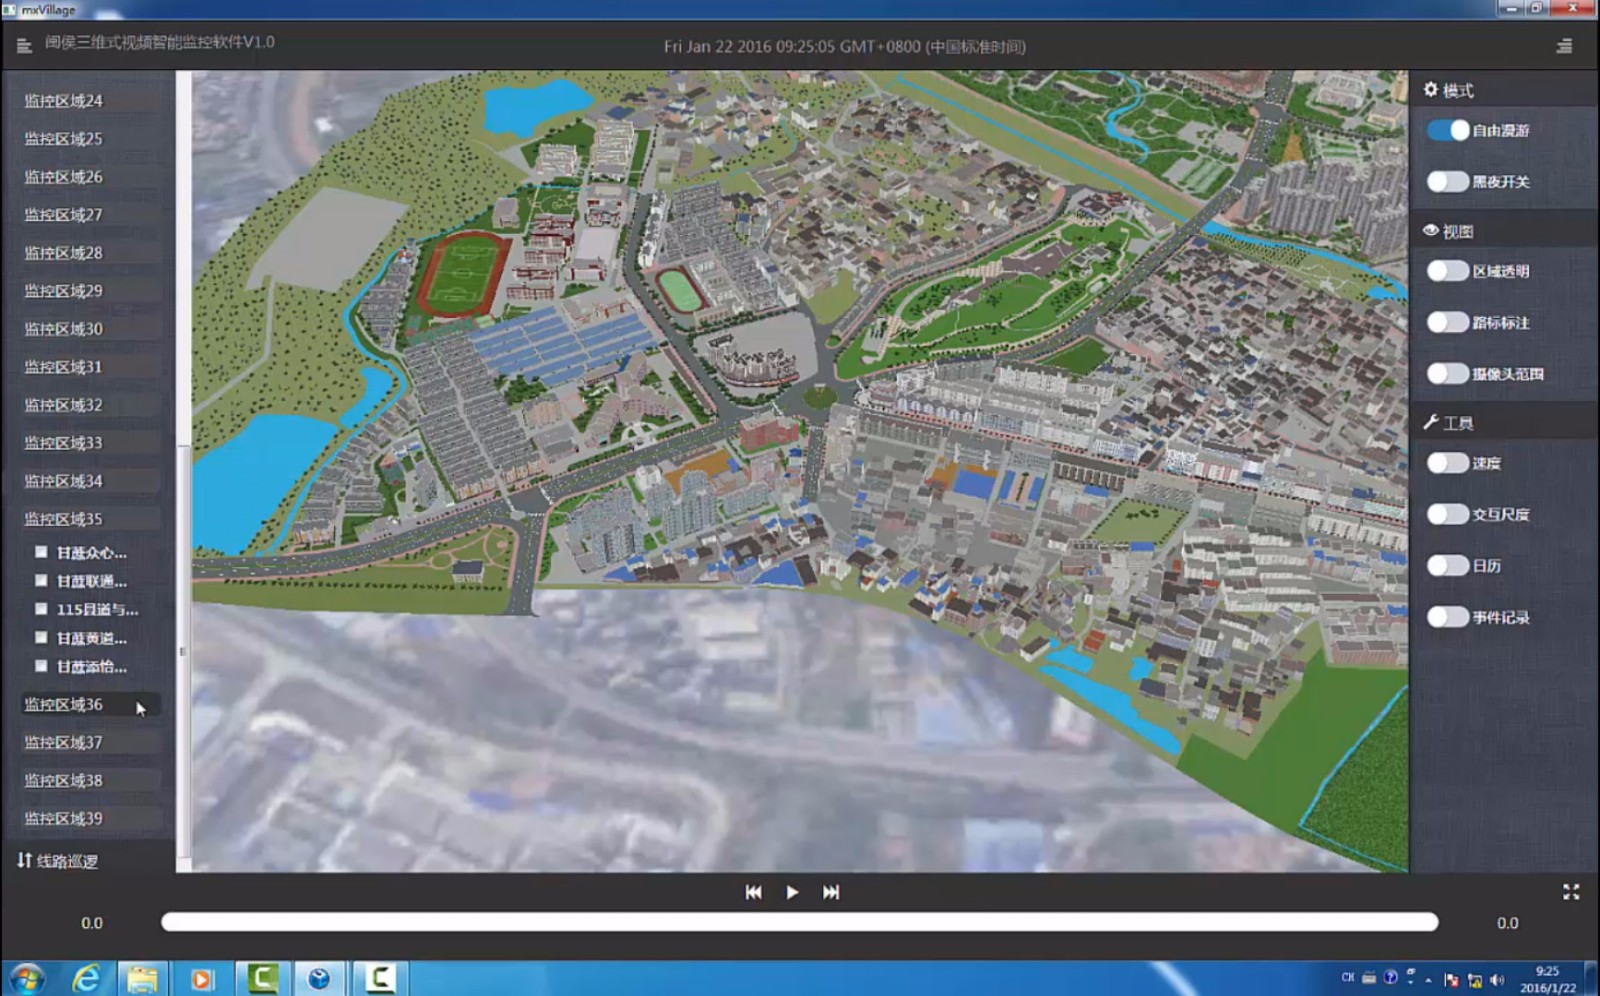 mxVillage
闽侯三维式视频智能监控软件V1.0
Fri Jan 22 2016 09:25:05 GMT+0800 (中国标准时间)
监控区域24
监控区域25
监控区域26
监控区域27
监控区域28
监控区域29
监控区域30
监控区域31
监控区域32
监控区域33
监控区域34
监控区域35
甘蔗众心...
甘蔗联通...
115县道与...
甘蔗黄道...
甘蔗添怡...
监控区域36
监控区域37
监控区域38
监控区域39
线路巡逻
模式
自由漫游
黑夜开关
视图
区域透明
路标标注
摄像头范围
工具
速度
交互尺度
日历
事件记录
0.0
0.0
CH
9:25
2016/1/22